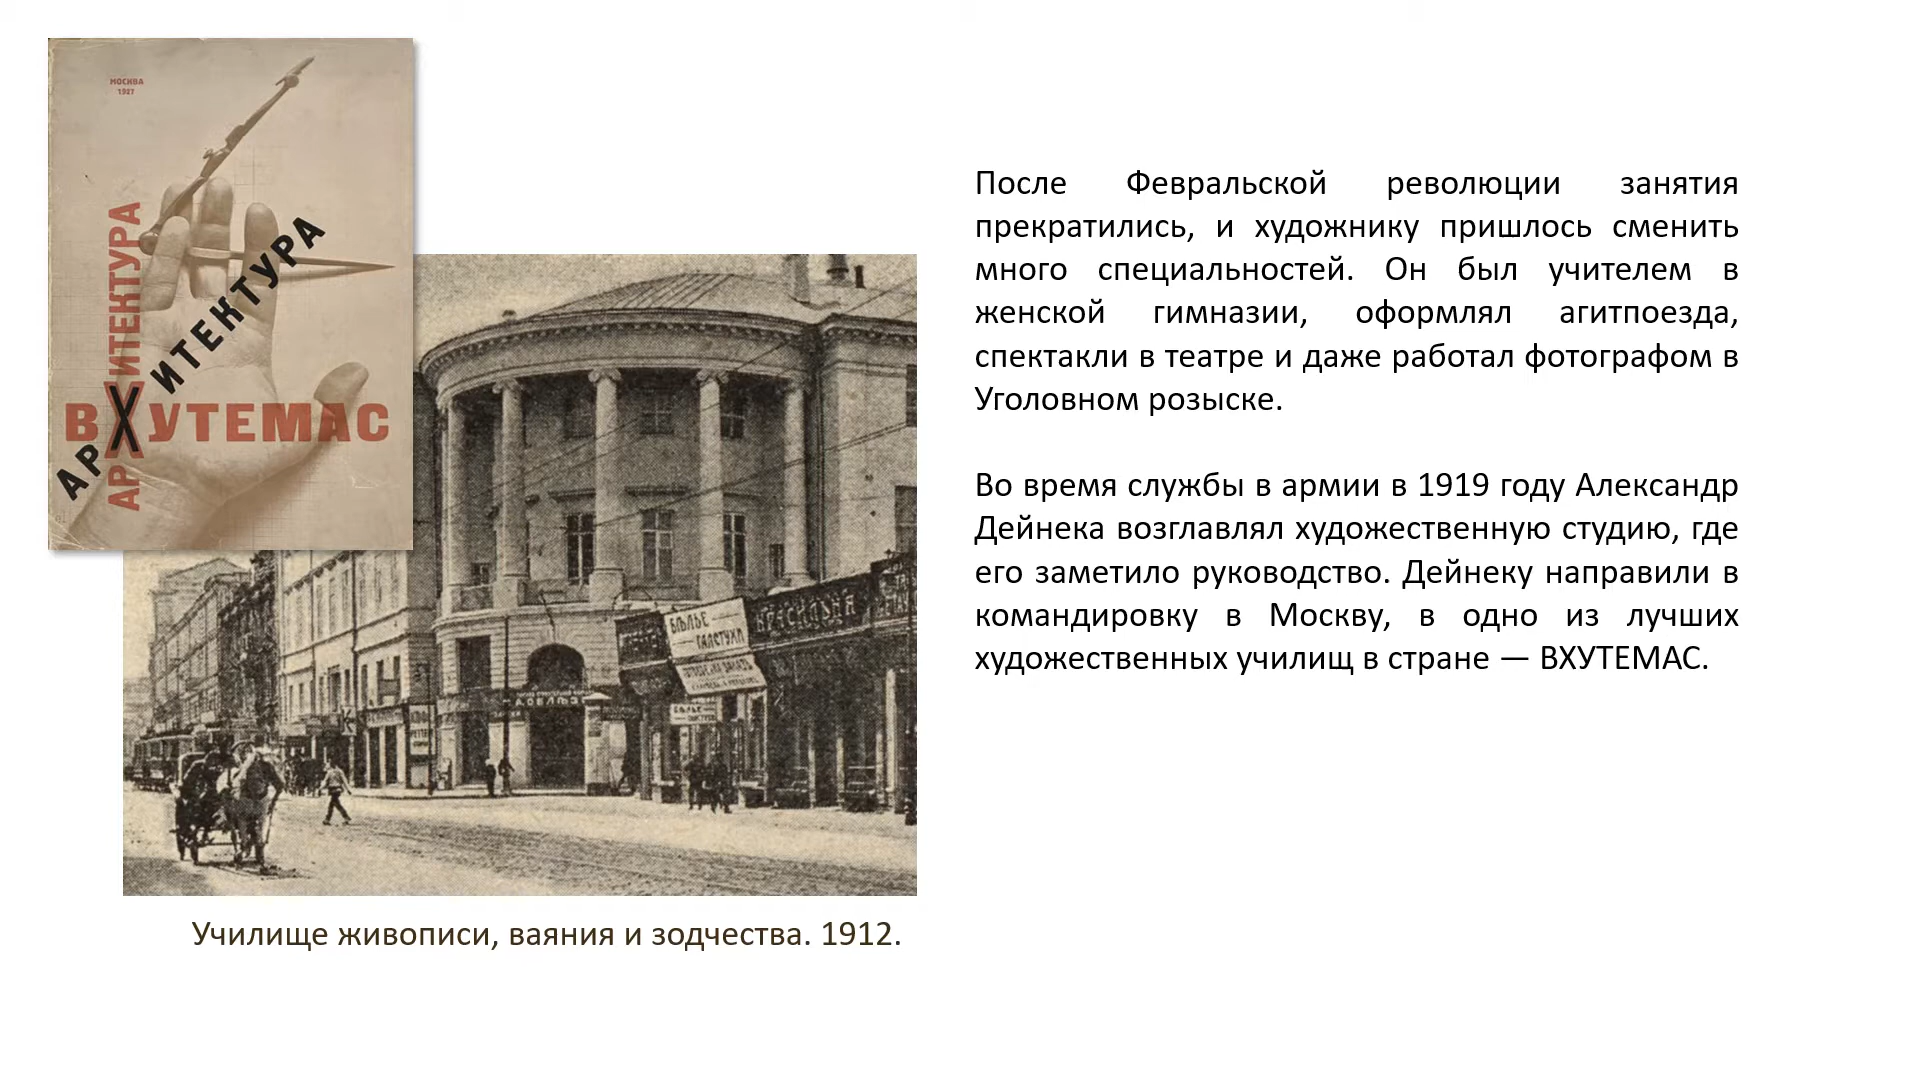 МОСКВА
1927
АРХИТЕКТУРА
АРХИТЕКТУРА
ВХУТЕМАС
БѢЛЬЕ
ГАЛСТУХИ
Училище живописи, ваяния и зодчества. 1912.
После Февральской революции занятия
прекратились, и художнику пришлось сменить
много специальностей. Он был учителем в
женской гимназии, оформлял агитпоезда,
спектакли в театре и даже работал фотографом в
Уголовном розыске.
Во время службы в армии в 1919 году Александр
Дейнека возглавлял художественную студию, где
его заметило руководство. Дейнеку направили в
командировку в Москву, в одно из лучших
художественных училищ в стране — ВХУТЕМАС.